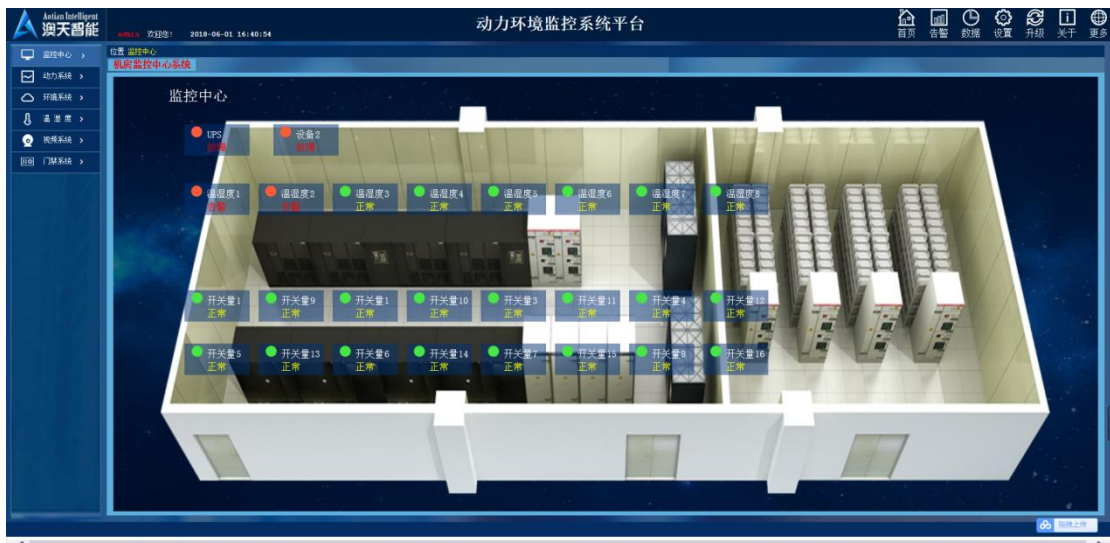 Aotian Intelligent
澳天智能
admin 欢迎您! 2018-06-01 16:40:54
动力环境监控系统平台
首页 告警 数据 设置 升级 关于 更多
监控中心
动力系统
环境系统
温湿度
视频系统
门禁系统
位置 监控中心
机房监控中心系统
监控中心
UPS 设备2
故障 故障
温湿度1 温湿度2 温湿度3 温湿度4 温湿度5 温湿度6 温湿度7 温湿度8
告警 告警 正常 正常 正常 正常 正常 正常
开关量1 开关量9 开关量1 开关量10 开关量3 开关量11 开关量4 开关量12
正常 正常 正常 正常 正常 正常 正常 正常
开关量5 开关量13 开关量6 开关量14 开关量7 开关量15 开关量8 开关量16
正常 正常 正常 正常 正常 正常 正常 正常
拖拽上传